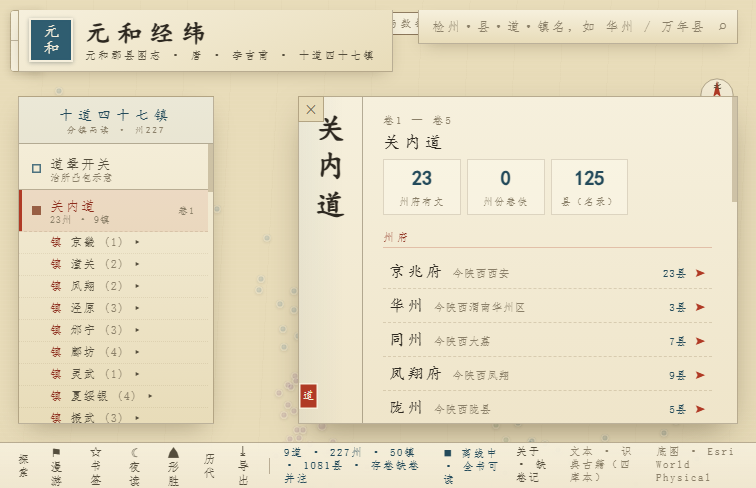 元和
元和经纬
元和郡县图志 · 唐 · 李吉甫 · 十道四十七镇
检州·县·道·镇名，如 华州 / 万年县
十道四十七镇
分镇而读 · 州227
道晕开关
治所凸包示意
关内道
23州 · 9镇
卷1
镇 京畿 (1) ▸
镇 潼关 (2) ▸
镇 凤翔 (2) ▸
镇 泾原 (3) ▸
镇 邠宁 (3) ▸
镇 鄜坊 (4) ▸
镇 灵武 (1) ▸
镇 夏绥银 (4) ▸
镇 振武 (3) ▸
×
关内道
道
卷1 — 卷5
关内道
23
州府有文
0
州份卷佚
125
县（名录）
州府
京兆府 今陕西西安 23县 ➤
华州 今陕西渭南华州区 3县 ➤
同州 今陕西大荔 7县 ➤
凤翔府 今陕西凤翔 9县 ➤
陇州 今陕西陇县 5县 ➤
探索
漫游
书签
夜读
形胜
历代
导出
9道 · 227州 · 50镇
· 1081县 · 存卷缺卷
并注
■ 离线中
· 全书可
读
关于
· 缺
卷记
文本 · 识
典古籍（四
库本）
底图 · Esri
World
Physical